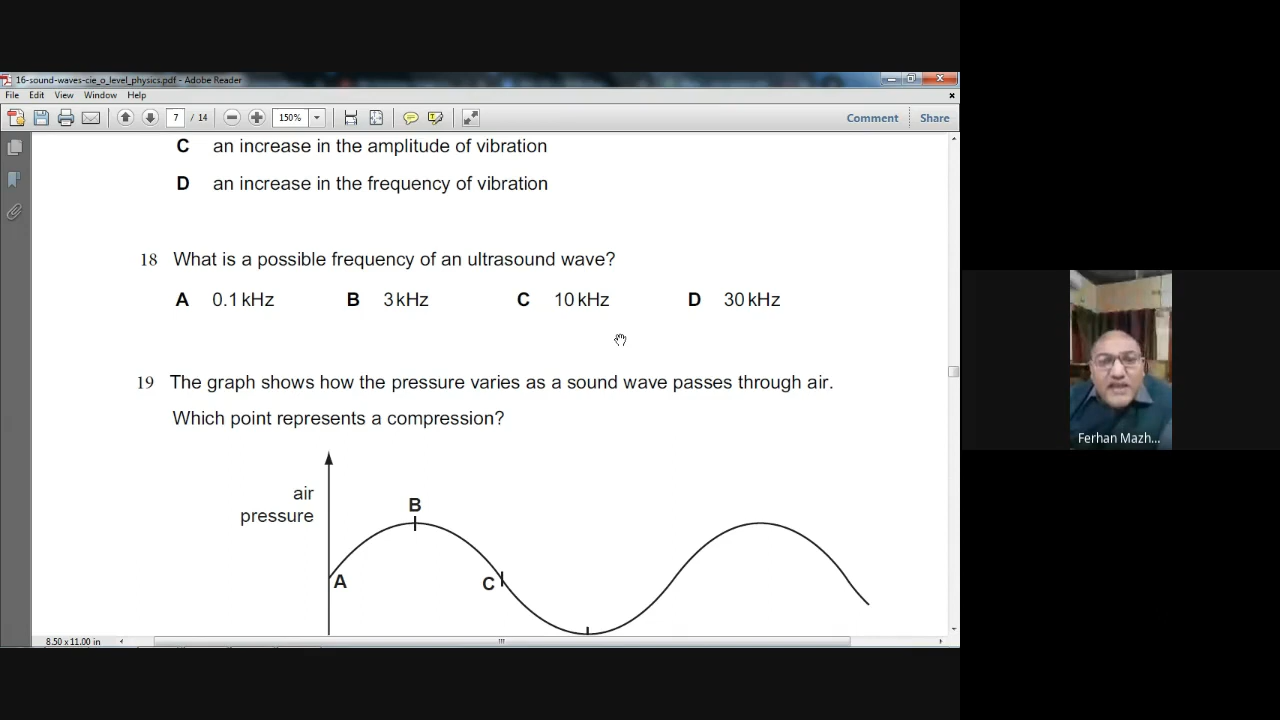 16-sound-waves-cie_o_level_physics.pdf - Adobe Reader
File Edit View Window Help
7 / 14 150% Comment Share
C an increase in the amplitude of vibration
D an increase in the frequency of vibration
18 What is a possible frequency of an ultrasound wave?
A 0.1 kHz B 3 kHz C 10 kHz D 30 kHz
19 The graph shows how the pressure varies as a sound wave passes through air.
Which point represents a compression?
air
pressure
B
A
C
8.50 x 11.00 in
Ferhan Mazh...